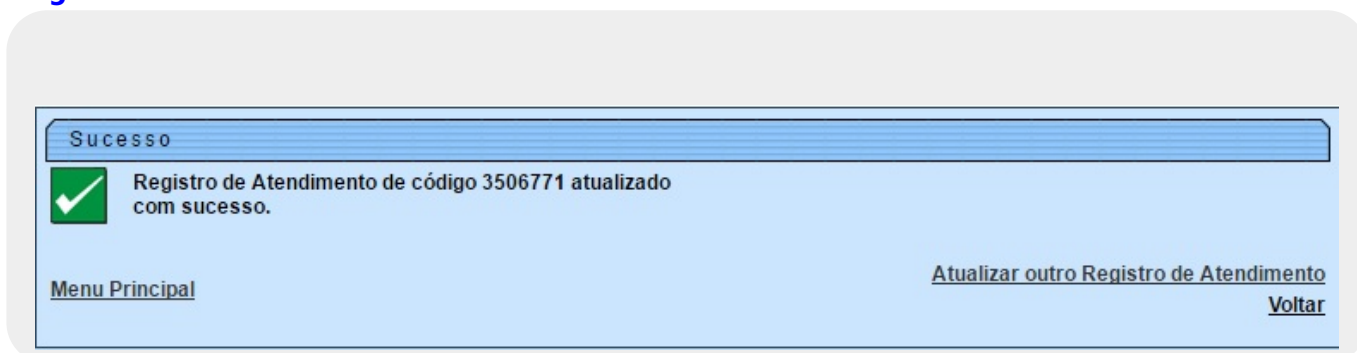 Sucesso
Registro de Atendimento de código 3506771 atualizado
com sucesso.
Menu Principal
Atualizar outro Registro de Atendimento
Voltar